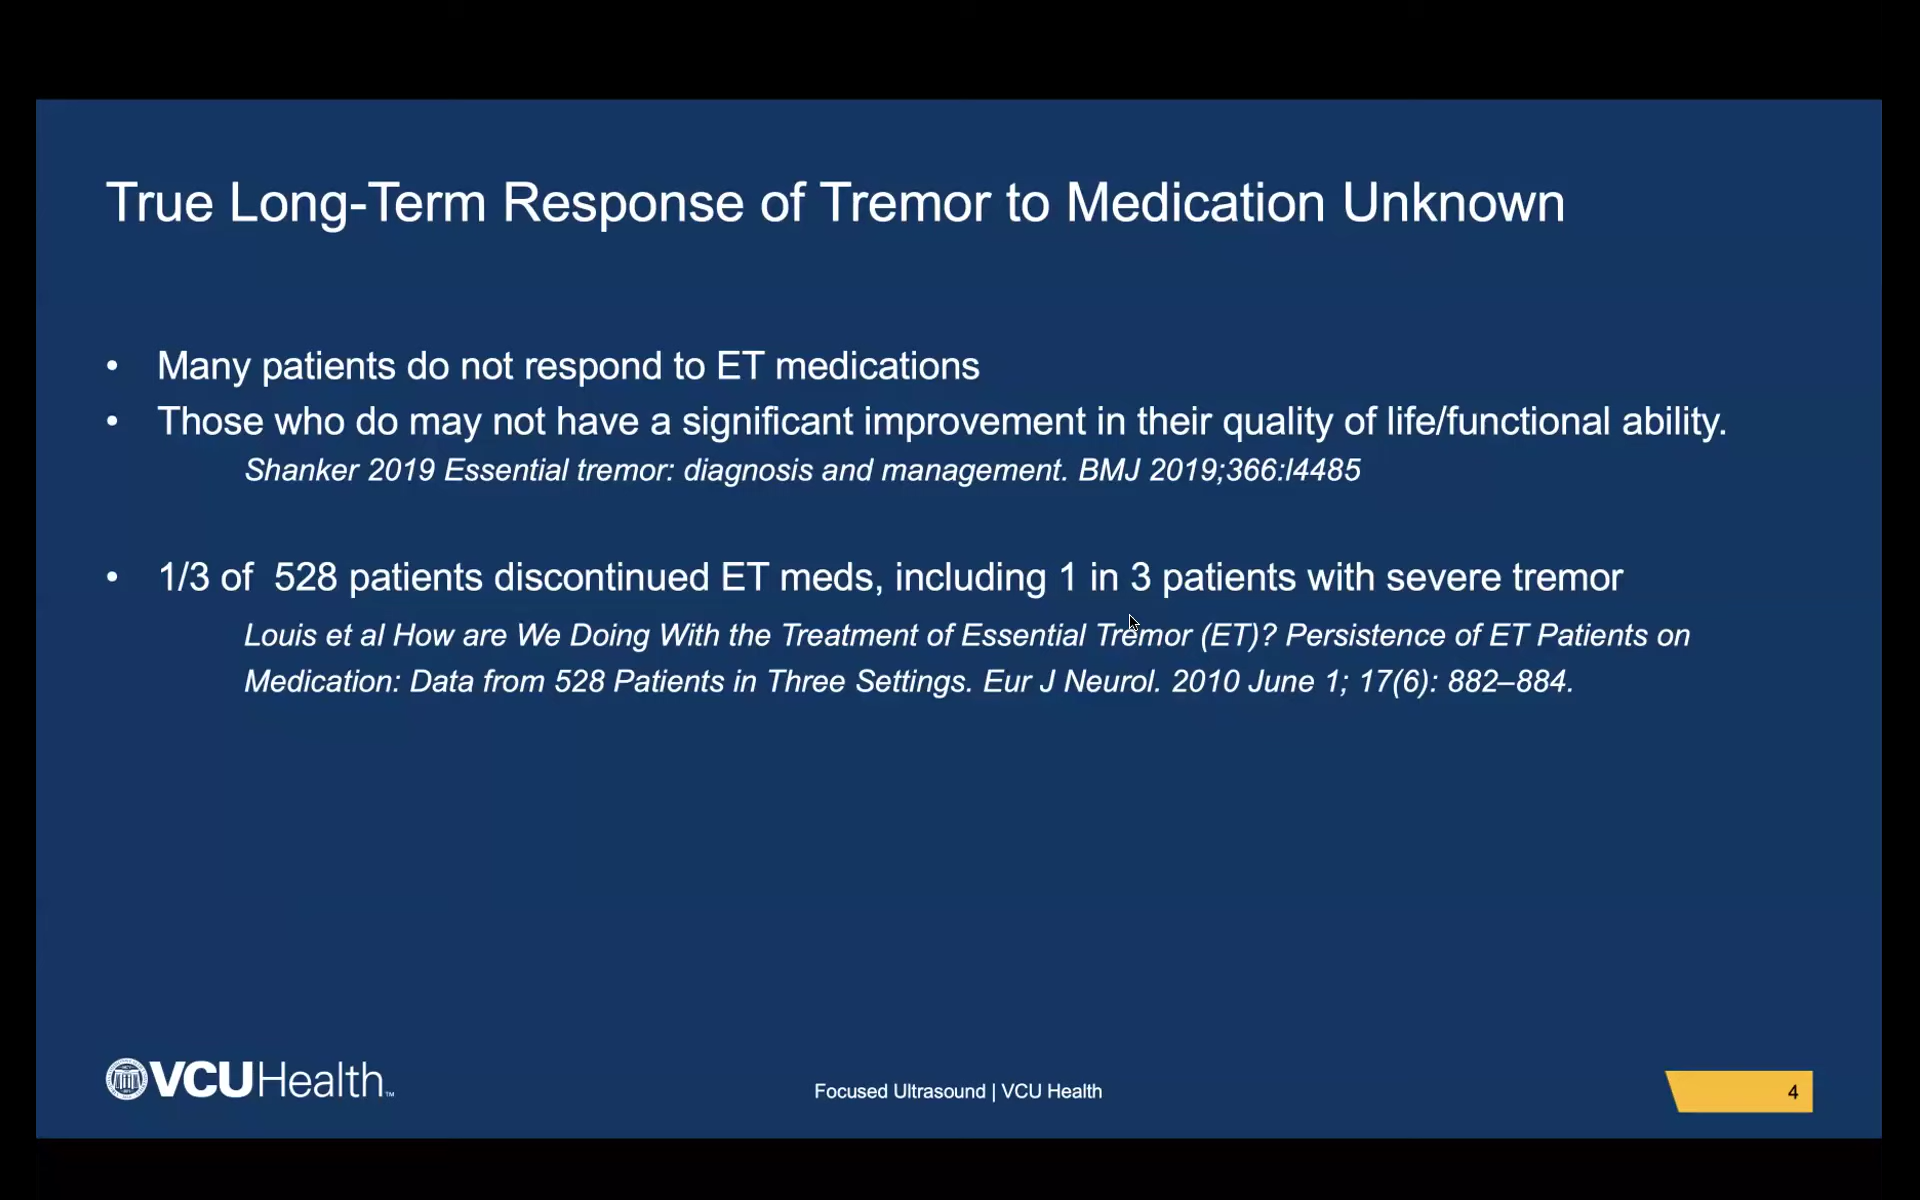 True Long-Term Response of Tremor to Medication Unknown
• Many patients do not respond to ET medications
• Those who do may not have a significant improvement in their quality of life/functional ability.
Shanker 2019 Essential tremor: diagnosis and management. BMJ 2019;366:l4485
• 1/3 of  528 patients discontinued ET meds, including 1 in 3 patients with severe tremor
Louis et al How are We Doing With the Treatment of Essential Tremor (ET)? Persistence of ET Patients on
Medication: Data from 528 Patients in Three Settings. Eur J Neurol. 2010 June 1; 17(6): 882–884.
VCUHealth™
Focused Ultrasound | VCU Health
4